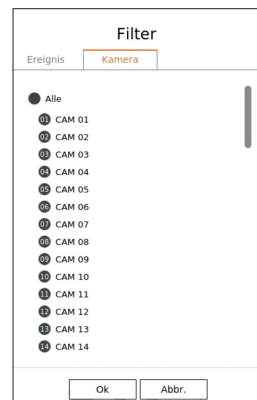 Filter
Ereignis Kamera
Alle
01 CAM 01
02 CAM 02
03 CAM 03
04 CAM 04
05 CAM 05
06 CAM 06
07 CAM 07
08 CAM 08
09 CAM 09
10 CAM 10
11 CAM 11
12 CAM 12
13 CAM 13
14 CAM 14
Ok Abbr.